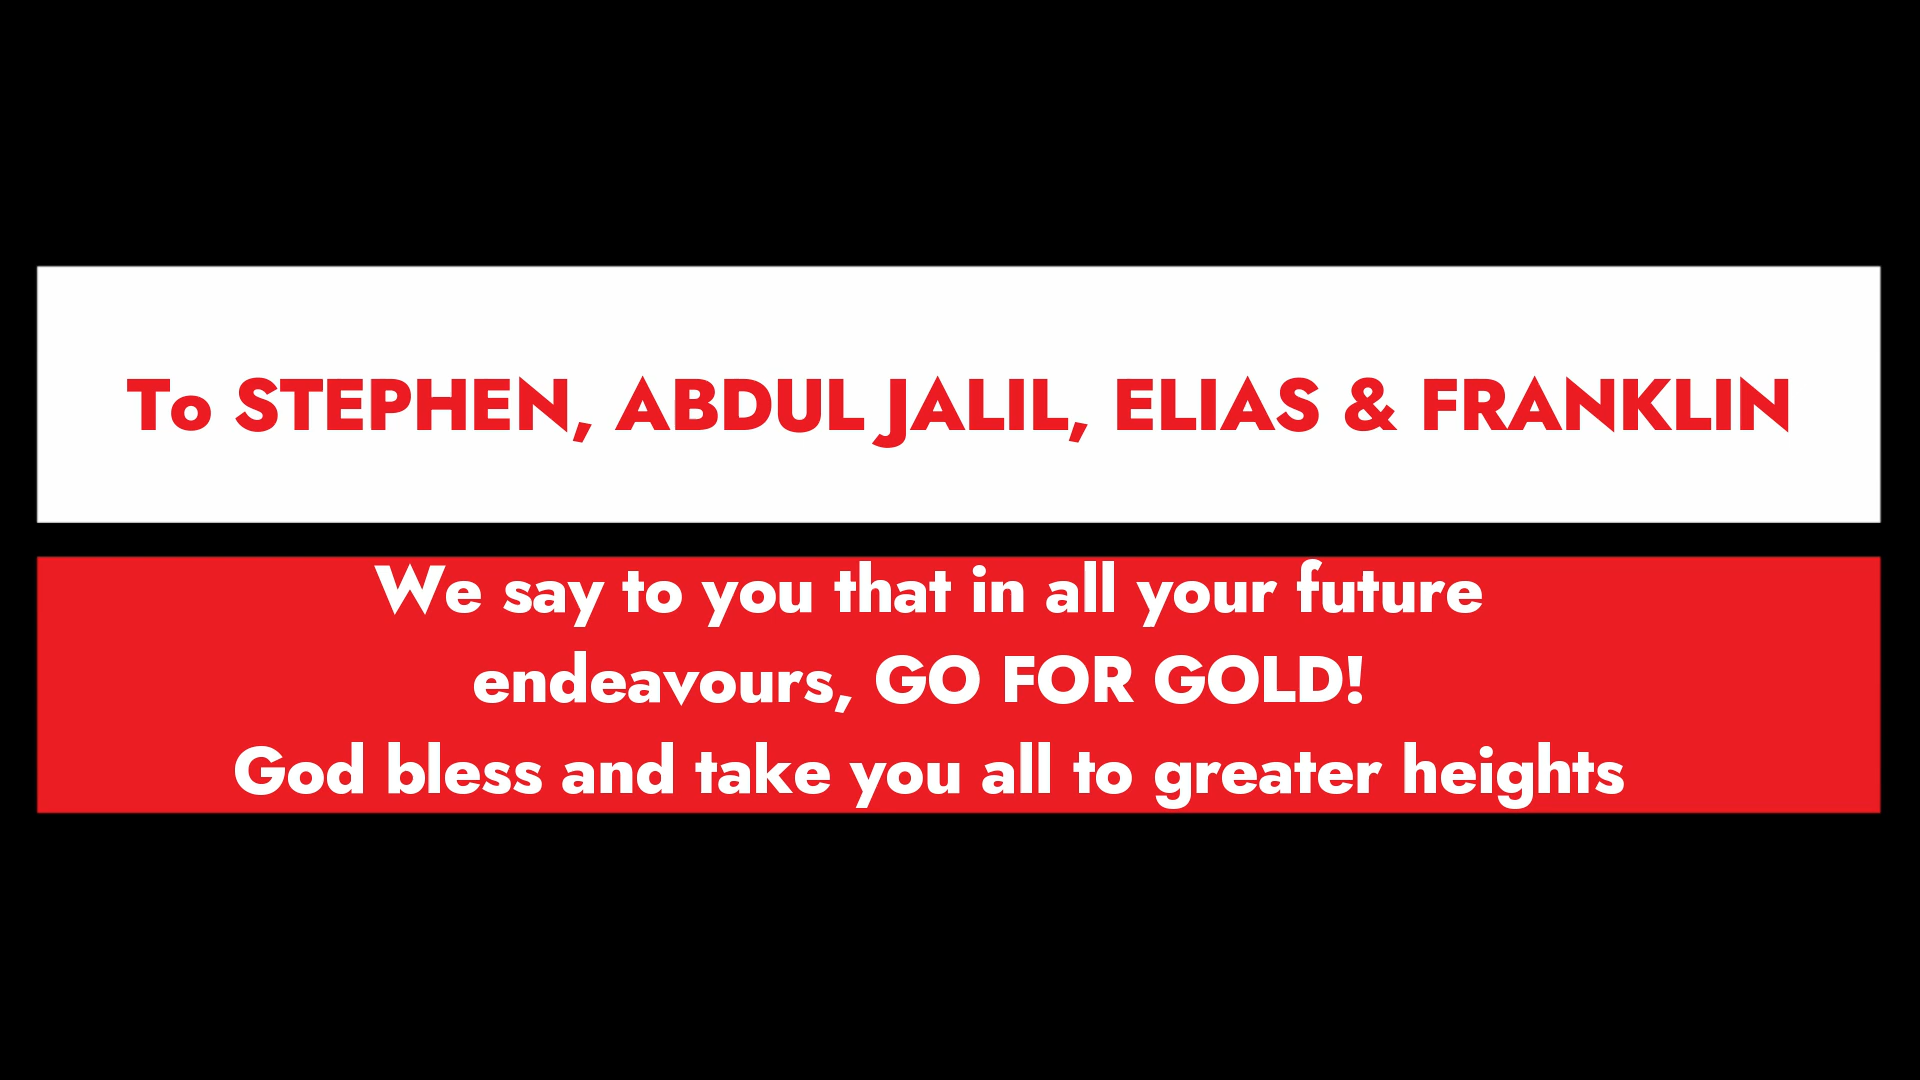 To STEPHEN, ABDUL JALIL, ELIAS & FRANKLIN
We say to you that in all your future
endeavours, GO FOR GOLD!
God bless and take you all to greater heights